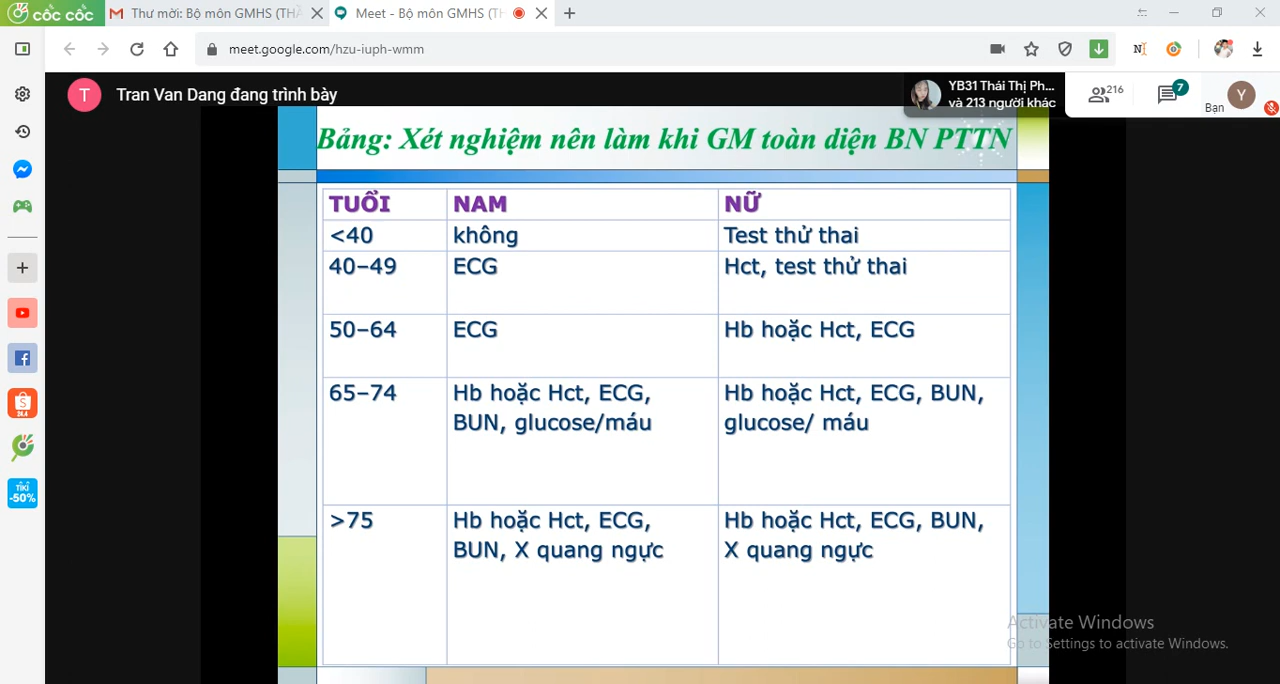 cốc cốc
Thư mời: Bộ môn GMHS (TH
Meet - Bộ môn GMHS (TH
meet.google.com/hzu-iuph-wmm
T
Tran Van Dang đang trình bày
YB31 Thái Thị Ph...
và 213 người khác
216
7
Bạn
Y
Bảng: Xét nghiệm nên làm khi GM toàn diện BN PTTN
TUỔI NAM NỮ
<40 không Test thử thai
40–49 ECG Hct, test thử thai
50–64 ECG Hb hoặc Hct, ECG
65–74 Hb hoặc Hct, ECG, Hb hoặc Hct, ECG, BUN,
BUN, glucose/máu glucose/ máu
>75 Hb hoặc Hct, ECG, Hb hoặc Hct, ECG, BUN,
BUN, X quang ngực X quang ngực
TIKI
-50%
Activate Windows
Go to Settings to activate Windows.